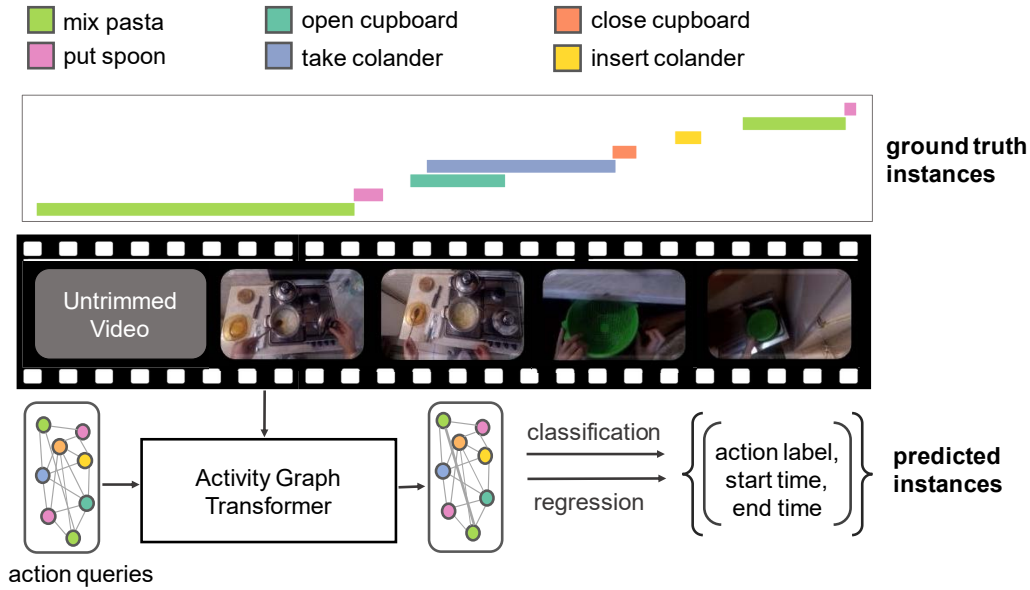 mix pasta
open cupboard
close cupboard
put spoon
take colander
insert colander
ground truth
instances
Untrimmed
Video
classification
regression
Activity Graph
Transformer
action label,
start time,
end time
predicted
instances
action queries